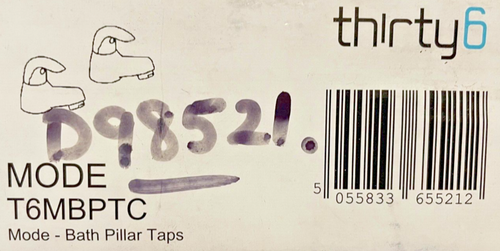 thirty6
D98521.
MODE
T6MBPTC
Mode - Bath Pillar Taps
5 055833 655212